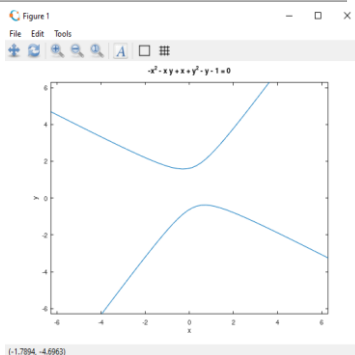 Figure 1
File Edit Tools
A
-x² - x y + x + y² - y - 1 = 0
6
4
2
0
-2
-4
-6
y
-6 -4 -2 0 2 4 6
x
(-1.7894, -4.6963)